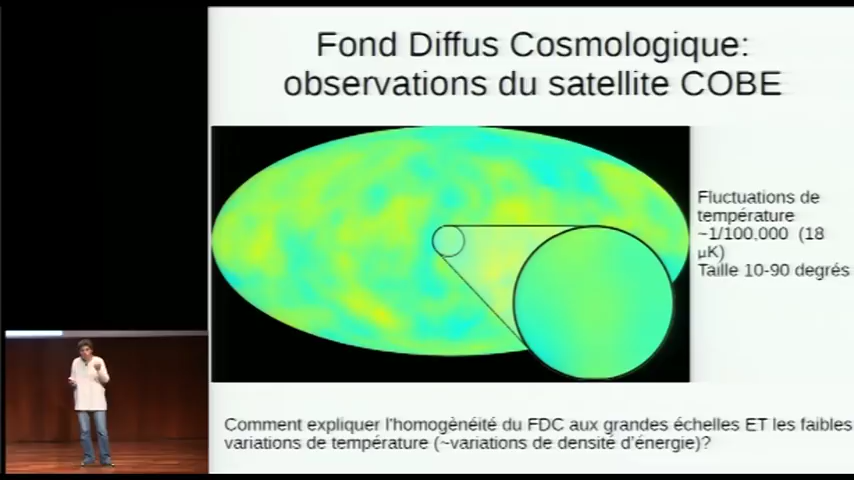 Fond Diffus Cosmologique:
observations du satellite COBE
Fluctuations de
température
~1/100,000 (18
µK)
Taille 10-90 degrés
Comment expliquer l'homogènéité du FDC aux grandes échelles ET les faibles
variations de température (~variations de densité d'énergie)?